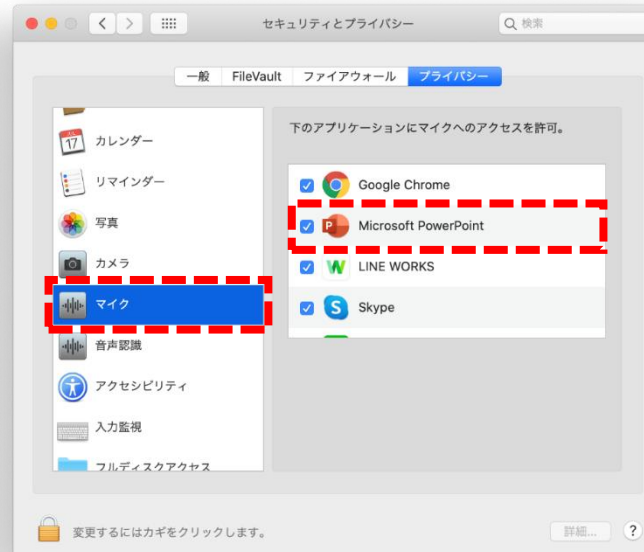 セキュリティとプライバシー
検索
一般 FileVault ファイアウォール プライバシー
カレンダー
リマインダー
写真
カメラ
マイク
音声認識
アクセシビリティ
入力監視
フルディスクアクセス
下のアプリケーションにマイクへのアクセスを許可。
Google Chrome
Microsoft PowerPoint
LINE WORKS
Skype
変更するにはカギをクリックします。
詳細...
?